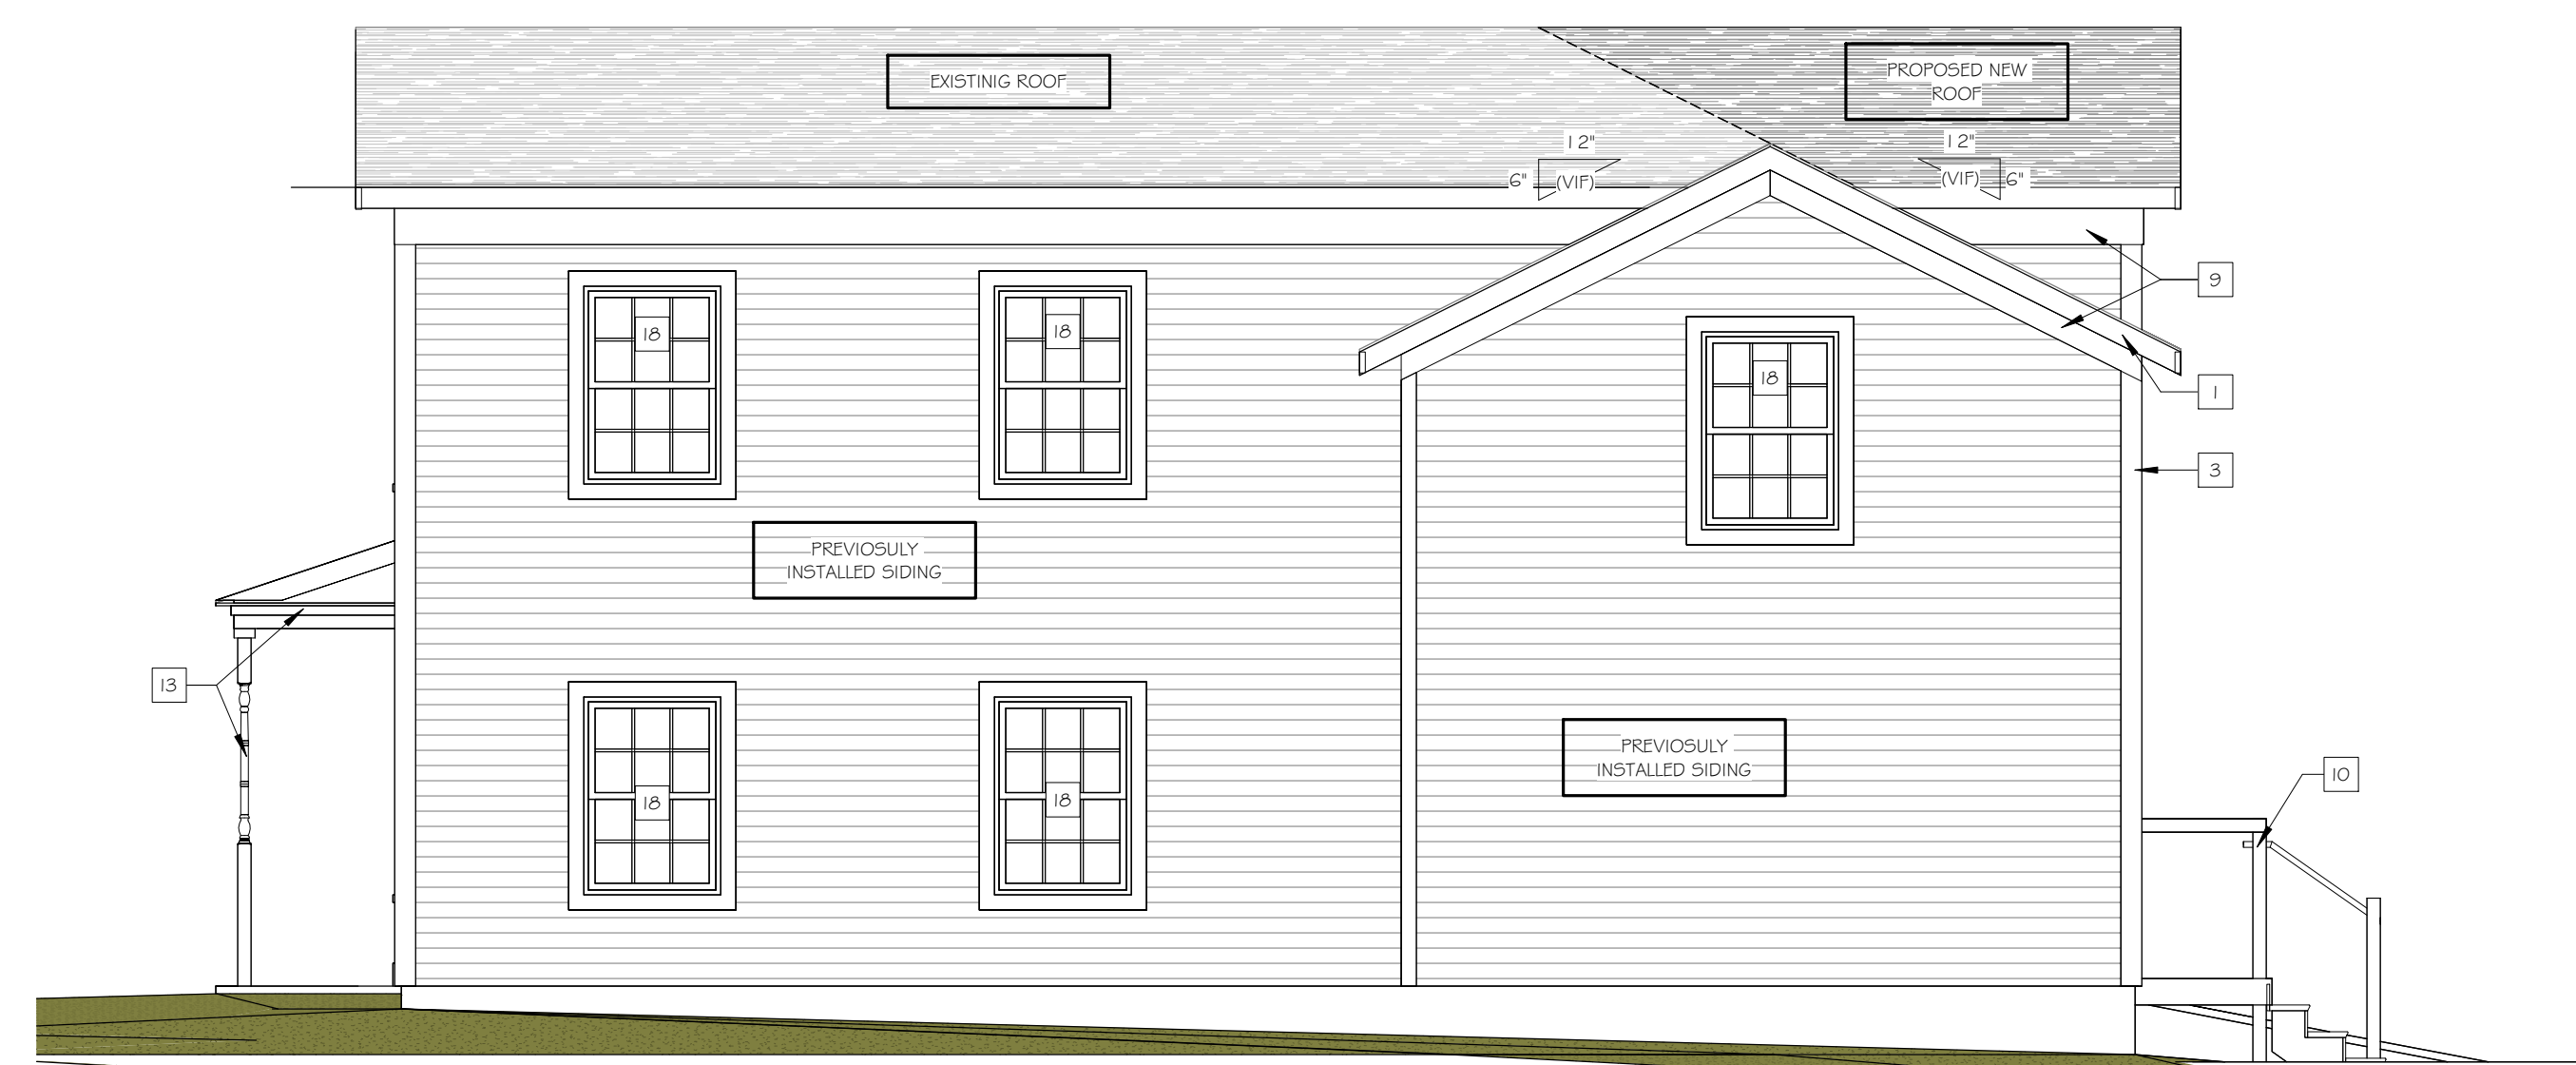 EXISTINIG ROOF
PROPOSED NEW
ROOF
12"
6"
(VIF)
12"
(VIF)
6"
9
18
18
18
1
3
PREVIOSULY
INSTALLED SIDING
13
PREVIOSULY
INSTALLED SIDING
18
18
10